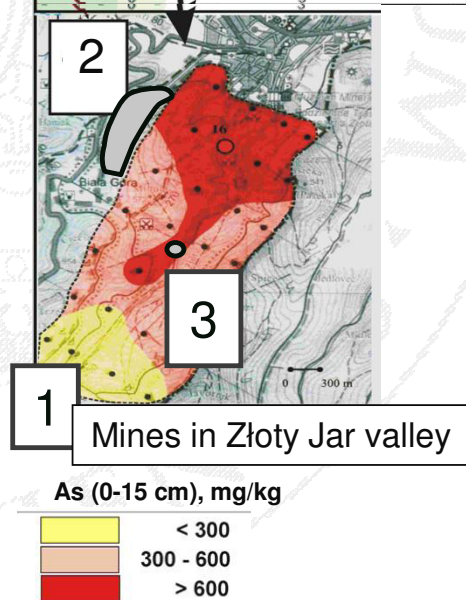 2
16
Biała Góra
3
0 300 m
1
Mines in Złoty Jar valley
As (0-15 cm), mg/kg
< 300
300 - 600
> 600